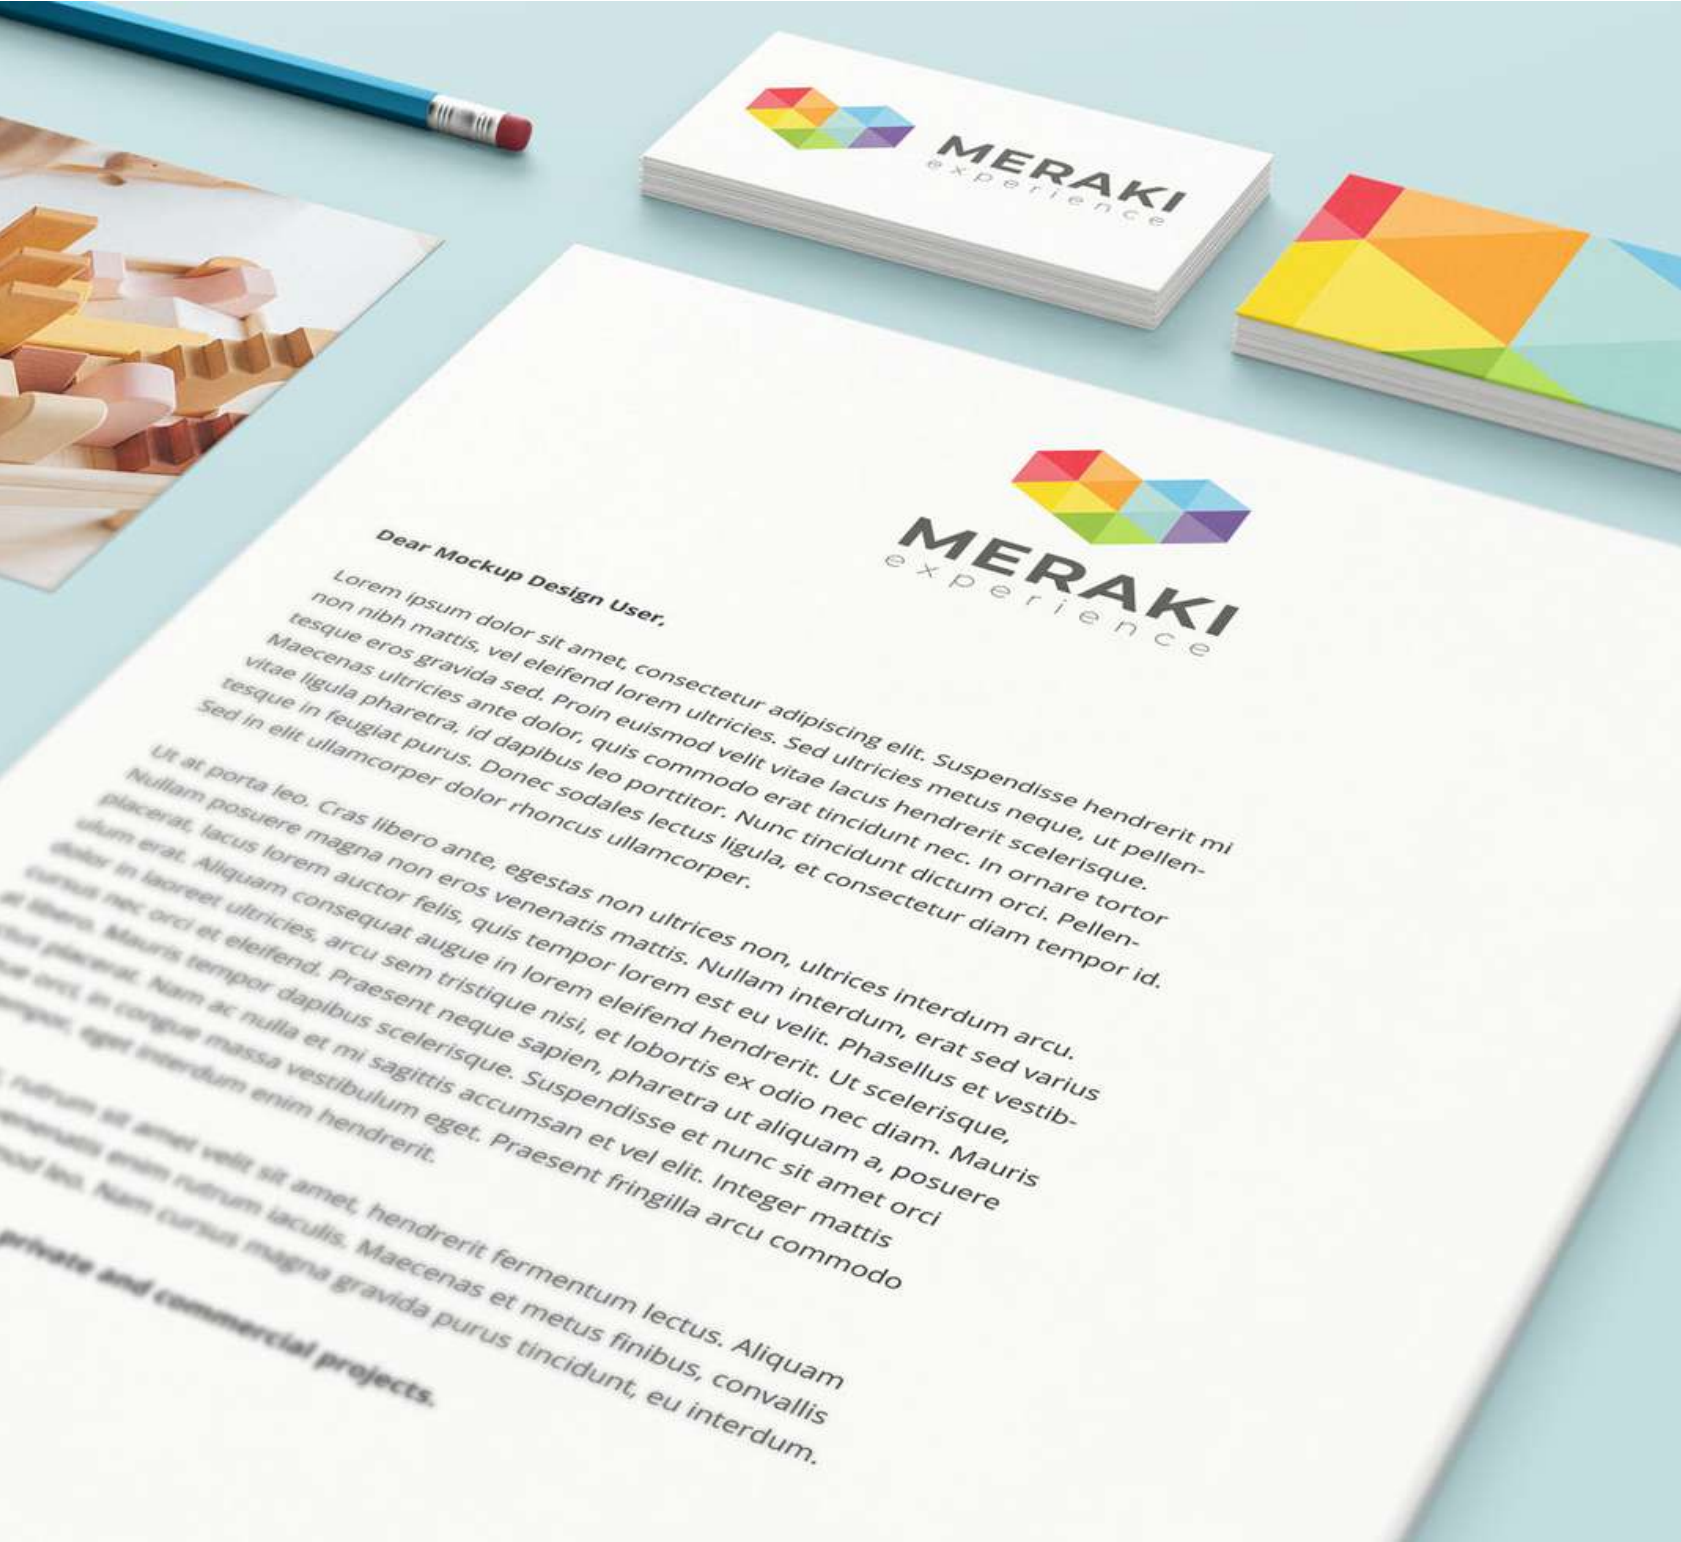 MERAKI
experience
MERAKI
experience
Dear Mockup Design User,
Lorem ipsum dolor sit amet, consectetur adipiscing elit. Suspendisse hendrerit mi
non nibh mattis, vel eleifend lorem ultricies. Sed ultricies metus neque, ut pellen-
tesque eros gravida sed. Proin euismod velit vitae lacus hendrerit scelerisque.
Maecenas ultricies ante dolor, quis commodo erat tincidunt nec. In ornare tortor
vitae ligula pharetra, id dapibus leo porttitor. Nunc tincidunt dictum orci. Pellen-
tesque in feugiat purus. Donec sodales lectus ligula, et consectetur diam tempor id.
Sed in elit ullamcorper dolor rhoncus ullamcorper.
Ut at porta leo. Cras libero ante, egestas non ultrices non, ultrices interdum arcu.
Nullam posuere magna non eros venenatis mattis. Nullam interdum, erat sed varius
placerat, lacus lorem auctor felis, quis tempor lorem est eu velit. Phasellus et vestib-
ulum erat. Aliquam consequat augue in lorem eleifend hendrerit. Ut scelerisque,
dolor in laoreet ultricies, arcu sem tristique nisi, et lobortis ex odio nec diam. Mauris
cursus nec orci et eleifend. Praesent neque sapien, pharetra ut aliquam a, posuere
at libero. Mauris tempor dapibus scelerisque. Suspendisse et nunc sit amet orci
placerat. Nam ac nulla et mi sagittis accumsan et vel elit. Integer mattis
orci, in congue massa vestibulum eget. Praesent fringilla arcu commodo
eget interdum enim hendrerit.
rutrum sit amet velit sit amet, hendrerit fermentum lectus. Aliquam
venenatis enim rutrum iaculis. Maecenas et metus finibus, convallis
leo. Nam cursus magna gravida purus tincidunt, eu interdum.
private and commercial projects.